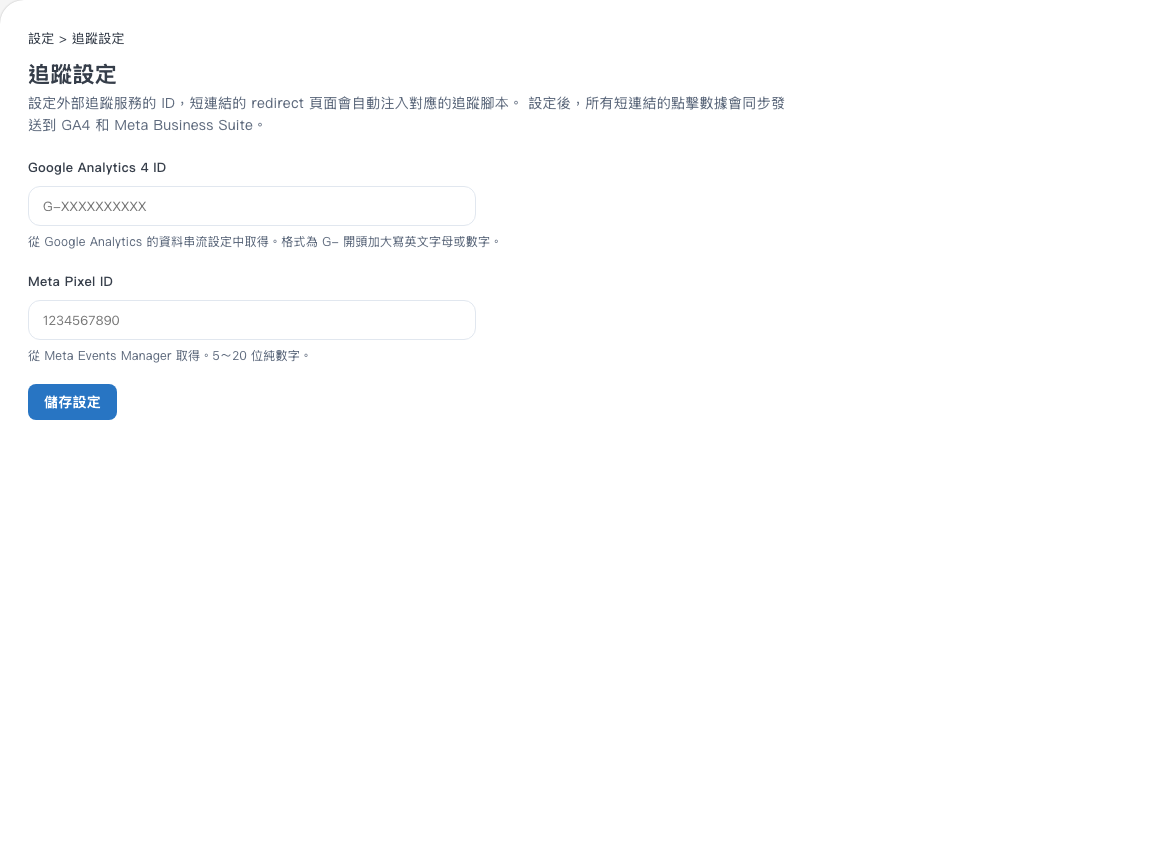 設定 > 追蹤設定
追蹤設定
設定外部追蹤服務的 ID，短連結的 redirect 頁面會自動注入對應的追蹤腳本。 設定後，所有短連結的點擊數據會同步發
送到 GA4 和 Meta Business Suite。
Google Analytics 4 ID
G-XXXXXXXXXX
從 Google Analytics 的資料串流設定中取得。格式為 G- 開頭加大寫英文字母或數字。
Meta Pixel ID
1234567890
從 Meta Events Manager 取得。5～20 位純數字。
儲存設定